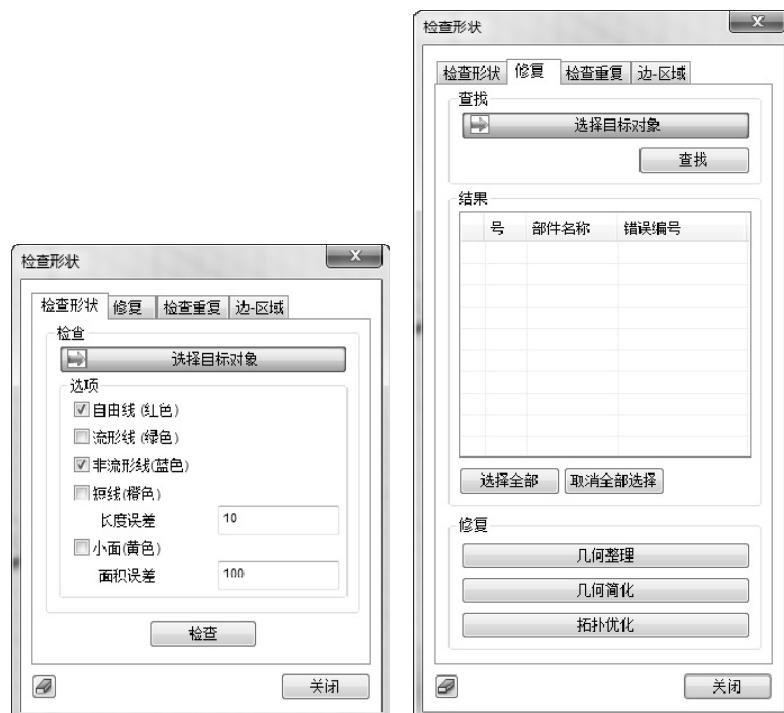 检查形状
X
检查形状 修复 检查重复 边-区域
检查
选择目标对象
选项
自由线 (红色)
流形线 (绿色)
非流形线(蓝色)
短线(橙色)
长度误差 10
小面(黄色)
面积误差 100
检查
关闭
检查形状
X
检查形状 修复 检查重复 边-区域
查找
选择目标对象
查找
结果
号 部件名称 错误编号
选择全部 取消全部选择
修复
几何整理
几何简化
拓扑优化
关闭